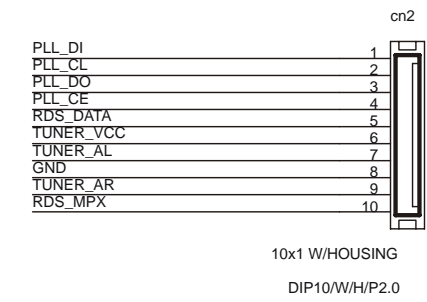 cn2
PLL_DI 1
PLL_CL 2
PLL_DO 3
PLL_CE 4
RDS_DATA 5
TUNER_VCC 6
TUNER_AL 7
GND 8
TUNER_AR 9
RDS_MPX 10
10x1 W/HOUSING
DIP10/W/H/P2.0